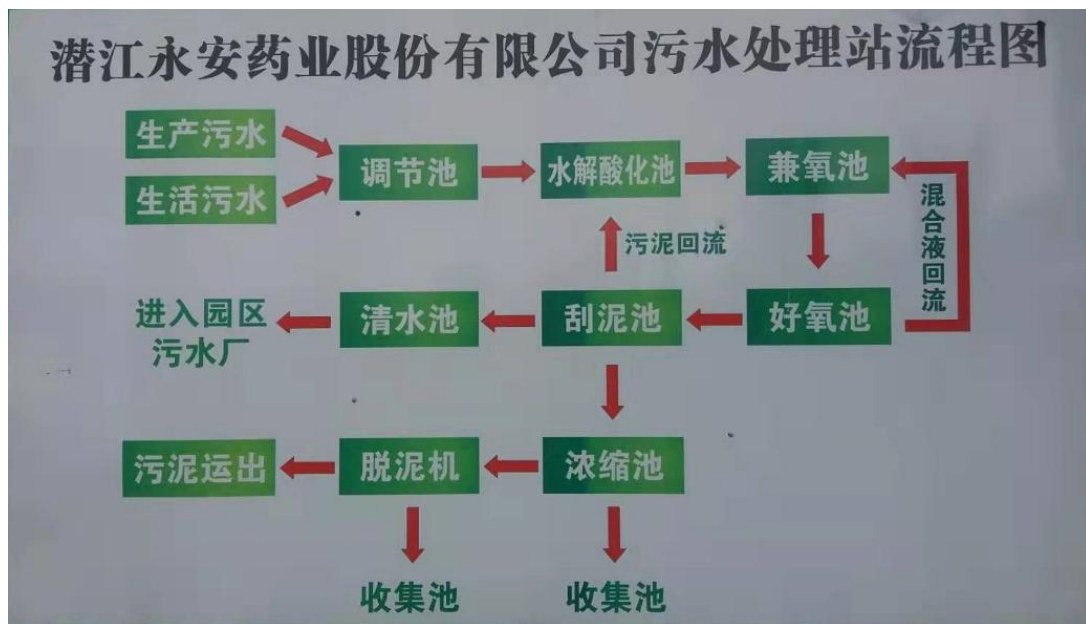 潜江永安药业股份有限公司污水处理站流程图
生产污水
生活污水
调节池
水解酸化池
兼氧池
混合液回流
污泥回流
进入园区
污水厂
清水池
刮泥池
好氧池
污泥运出
脱泥机
浓缩池
收集池
收集池